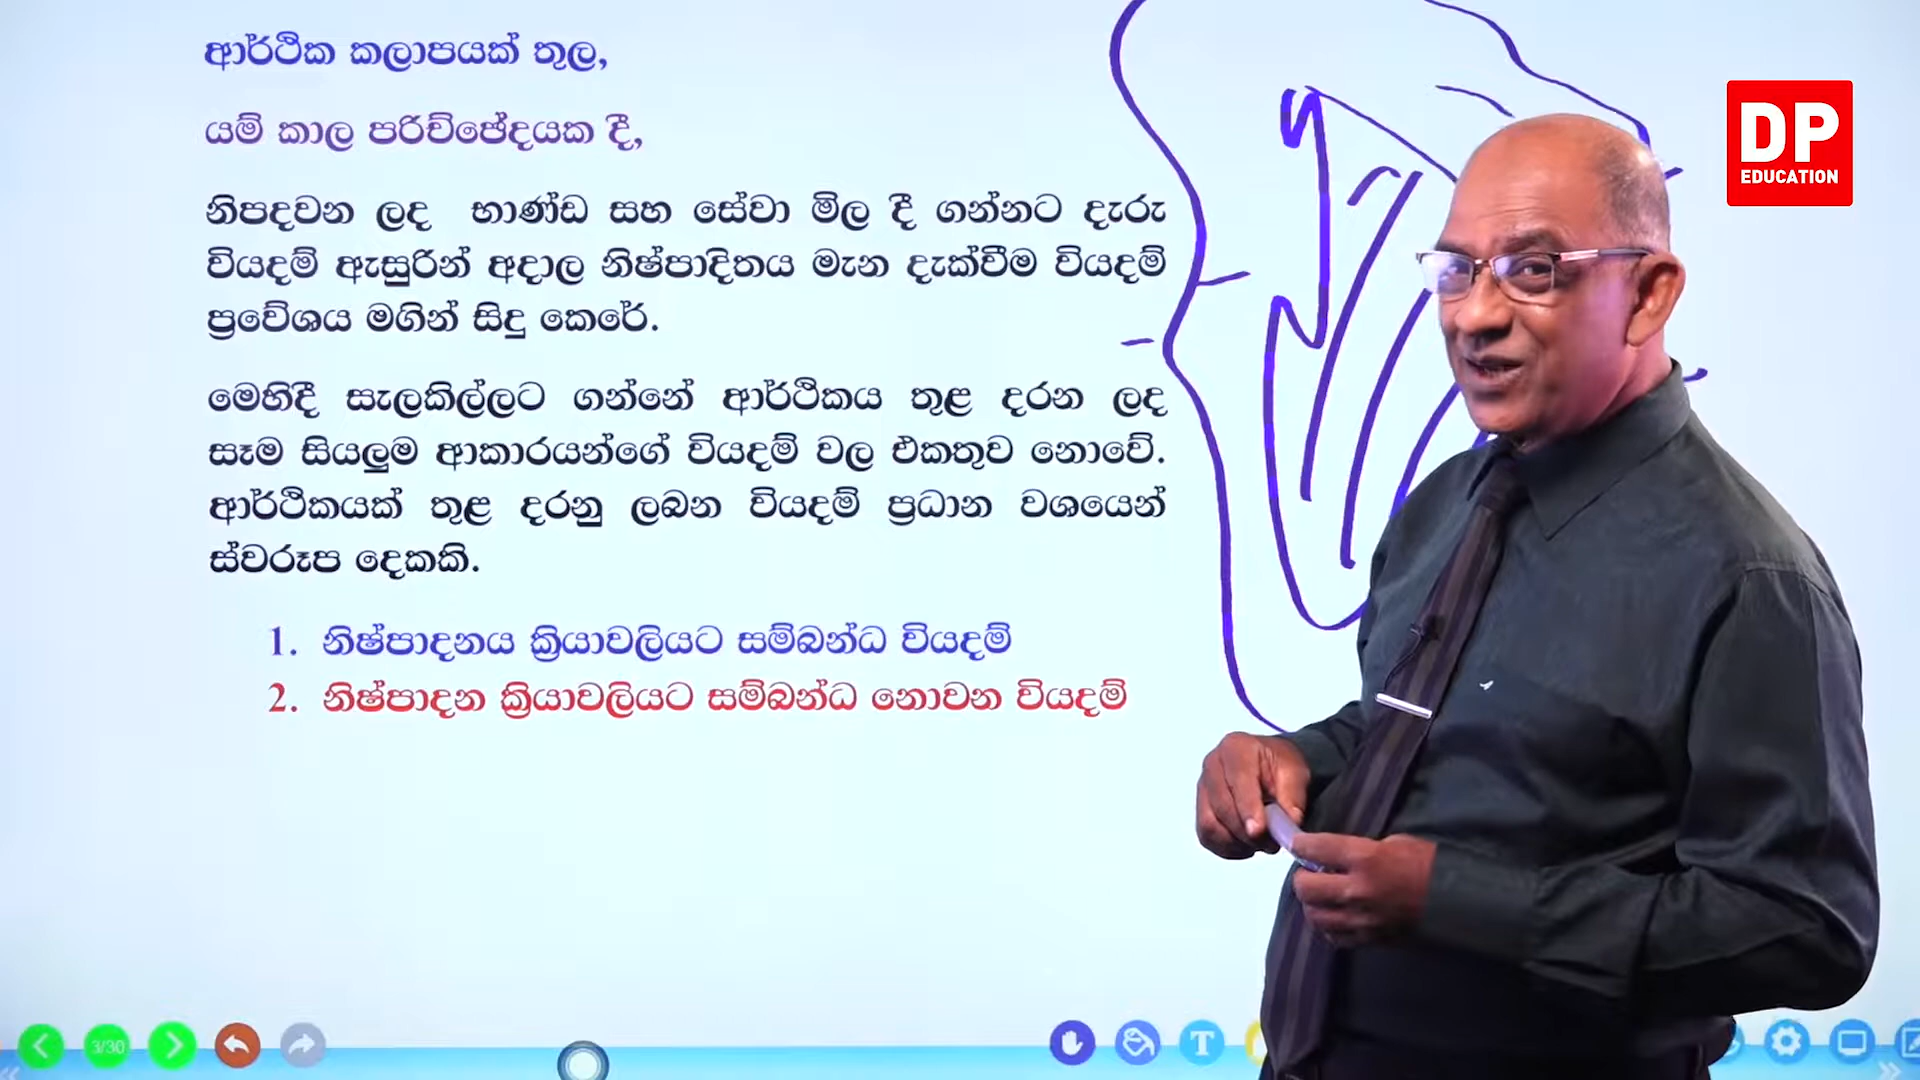 ආර්ථික කලාපයක් තුල,
යම් කාල පරිච්ඡේදයක දී,
නිපදවන ලද භාණ්ඩ සහ සේවා මිල දී ගන්නට දැරූ
වියදම් ඇසුරින් අදාල නිෂ්පාදිතය මැන දැක්වීම වියදම්
ප්‍රවේශය මගින් සිදු කෙරේ.
මෙහිදී සැලකිල්ලට ගන්නේ ආර්ථිකය තුළ දරන ලද
සෑම සියලුම ආකාරයන්ගේ වියදම් වල එකතුව නොවේ.
ආර්ථිකයක් තුළ දරනු ලබන වියදම් ප්‍රධාන වශයෙන්
ස්වරූප දෙකකි.
1. නිෂ්පාදනය ක්‍රියාවලියට සම්බන්ධ වියදම්
2. නිෂ්පාදන ක්‍රියාවලියට සම්බන්ධ නොවන වියදම්
DP
EDUCATION
3/30
T